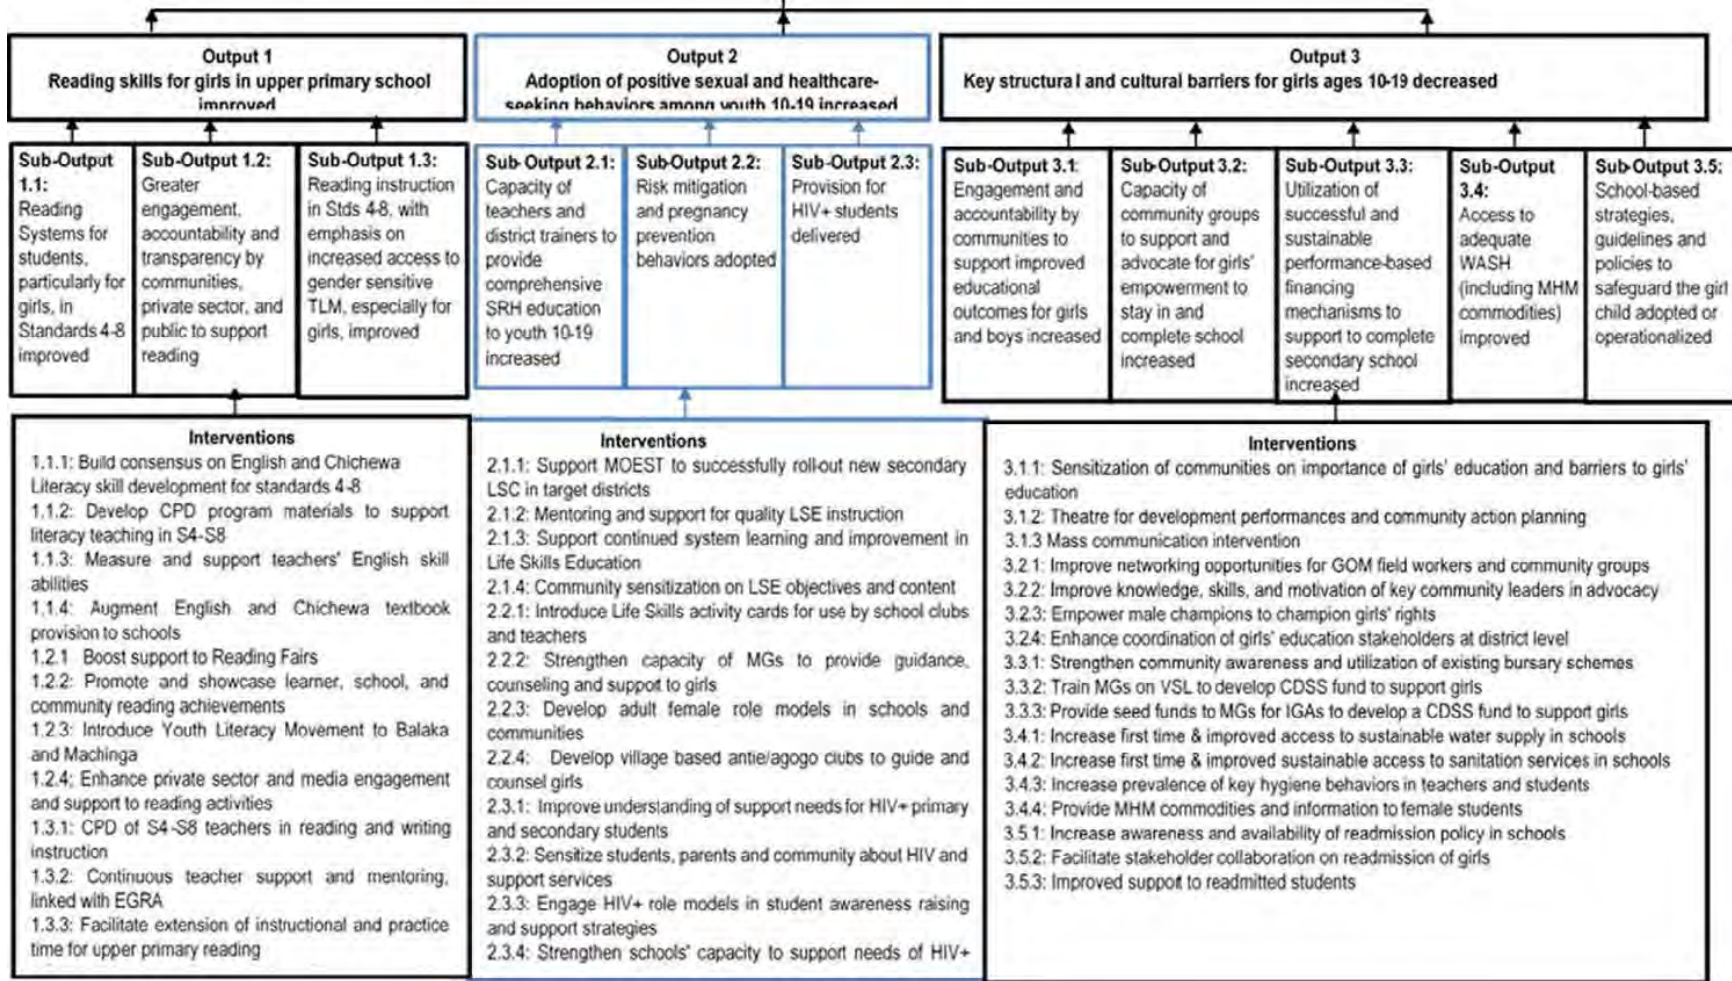 Output 1
Reading skills for girls in upper primary school
improved
Output 2
Adoption of positive sexual and healthcare-
seeking behaviors among youth 10-19 increased
Output 3
Key structural and cultural barriers for girls ages 10-19 decreased
Sub-Output
1.1:
Reading
Systems for
students,
particularly for
girls, in
Standards 4-8
improved
Sub-Output 1.2:
Greater
engagement,
accountability and
transparency by
communities,
private sector, and
public to support
reading
Sub-Output 1.3:
Reading instruction
in Stds 4-8, with
emphasis on
increased access to
gender sensitive
TLM, especially for
girls, improved
Sub-Output 2.1:
Capacity of
teachers and
district trainers to
provide
comprehensive
SRH education
to youth 10-19
increased
Sub-Output 2.2:
Risk mitigation
and pregnancy
prevention
behaviors adopted
Sub-Output 2.3:
Provision for
HIV+ students
delivered
Sub-Output 3.1:
Engagement and
accountability by
communities to
support improved
educational
outcomes for girls
and boys increased
Sub-Output 3.2:
Capacity of
community groups
to support and
advocate for girls'
empowerment to
stay in and
complete school
increased
Sub-Output 3.3:
Utilization of
successful and
sustainable
performance-based
financing
mechanisms to
support to complete
secondary school
increased
Sub-Output
3.4:
Access to
adequate
WASH
(including MHM
commodities)
improved
Sub-Output 3.5:
School-based
strategies,
guidelines and
policies to
safeguard the girl
child adopted or
operationalized
Interventions
1.1.1: Build consensus on English and Chichewa
Literacy skill development for standards 4-8
1.1.2: Develop CPD program materials to support
literacy teaching in S4-S8
1.1.3: Measure and support teachers' English skill
abilities
1.1.4: Augment English and Chichewa textbook
provision to schools
1.2.1 Boost support to Reading Fairs
1.2.2: Promote and showcase learner, school, and
community reading achievements
1.2.3: Introduce Youth Literacy Movement to Balaka
and Machinga
1.2.4; Enhance private sector and media engagement
and support to reading activities
1.3.1: CPD of S4-S8 teachers in reading and writing
instruction
1.3.2: Continuous teacher support and mentoring,
linked with EGRA
1.3.3: Facilitate extension of instructional and practice
time for upper primary reading
Interventions
2.1.1: Support MOEST to successfully roll-out new secondary
LSC in target districts
2.1.2: Mentoring and support for quality LSE instruction
2.1.3: Support continued system learning and improvement in
Life Skills Education
2.1.4: Community sensitization on LSE objectives and content
2.2.1: Introduce Life Skills activity cards for use by school clubs
and teachers
2.2.2: Strengthen capacity of MGs to provide guidance,
counseling and suppot to girls
2.2.3: Develop adult female role models in schools and
communities
2.2.4: Develop village based antie/agogo clubs to guide and
counsel girls
2.3.1: Improve understanding of support needs for HIV+ primary
and secondary students
2.3.2: Sensitize students, parents and community about HIV and
support services
2.3.3: Engage HIV+ role models in student awareness raising
and support strategies
2.3.4: Strengthen schools' capacity to support needs of HIV+
Interventions
3.1.1: Sensitization of communities on importance of girls' education and barriers to girls'
education
3.1.2: Theatre for development performances and community action planning
3.1.3 Mass communication intervention
3.2.1: Improve networking opportunities for GOM field workers and community groups
3.2.2: Improve knowledge, skills, and motivation of key community leaders in advocacy
3.2.3: Empower male champions to champion girls' rights
3.2.4: Enhance coordination of girls' education stakeholders at district level
3.3.1: Strengthen community awareness and utilization of existing bursary schemes
3.3.2: Train MGs on VSL to develop CDSS fund to support girls
3.3.3: Provide seed funds to MGs for IGAs to develop a CDSS fund to support girls
3.4.1: Increase first time & improved access to sustainable water supply in schools
3.4.2: Increase first time & improved sustainable access to sanitation services in schools
3.4.3: Increase prevalence of key hygiene behaviors in teachers and students
3.4.4: Provide MHM commodities and information to female students
3.5.1: Increase awareness and availability of readmission policy in schools
3.5.2: Facilitate stakeholder collaboration on readmission of girls
3.5.3: Improved support to readmitted students